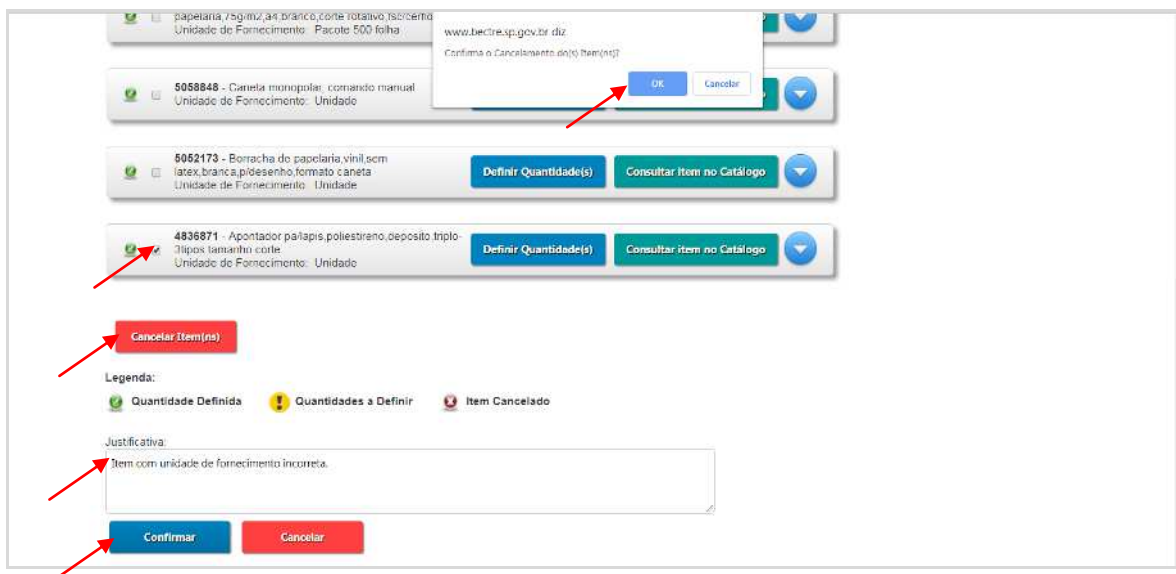 papelaria,75g/m2,a4,branco,corte rotativo,fsc/cerflo
Unidade de Fornecimento: Pacote 500 folha
www.bectre.sp.gov.br diz
Confirma o Cancelamento do(s) Item(ns)?
OK
Cancelar
5058848 - Caneta monopolar, comando manual
Unidade de Fornecimento: Unidade
5052173 - Borracha de papelaria,vinil,sem
latex,branca,p/desenho,formato caneta
Unidade de Fornecimento: Unidade
Definir Quantidade(s)
Consultar item no Catálogo
4836871 - Apontador pa/lapis,poliestireno,deposito,triplo-
3tipos tamanho corte
Unidade de Fornecimento: Unidade
Definir Quantidade(s)
Consultar item no Catálogo
Cancelar Item(ns)
Legenda:
Quantidade Definida
Quantidades a Definir
Item Cancelado
Justificativa:
Item com unidade de fornecimento incorreta.
Confirmar
Cancelar